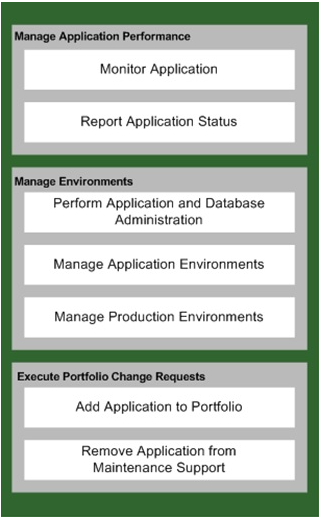 Manage Application Performance
Monitor Application
Report Application Status
Manage Environments
Perform Application and Database
Administration
Manage Application Environments
Manage Production Environments
Execute Portfolio Change Requests
Add Application to Portfolio
Remove Application from
Maintenance Support